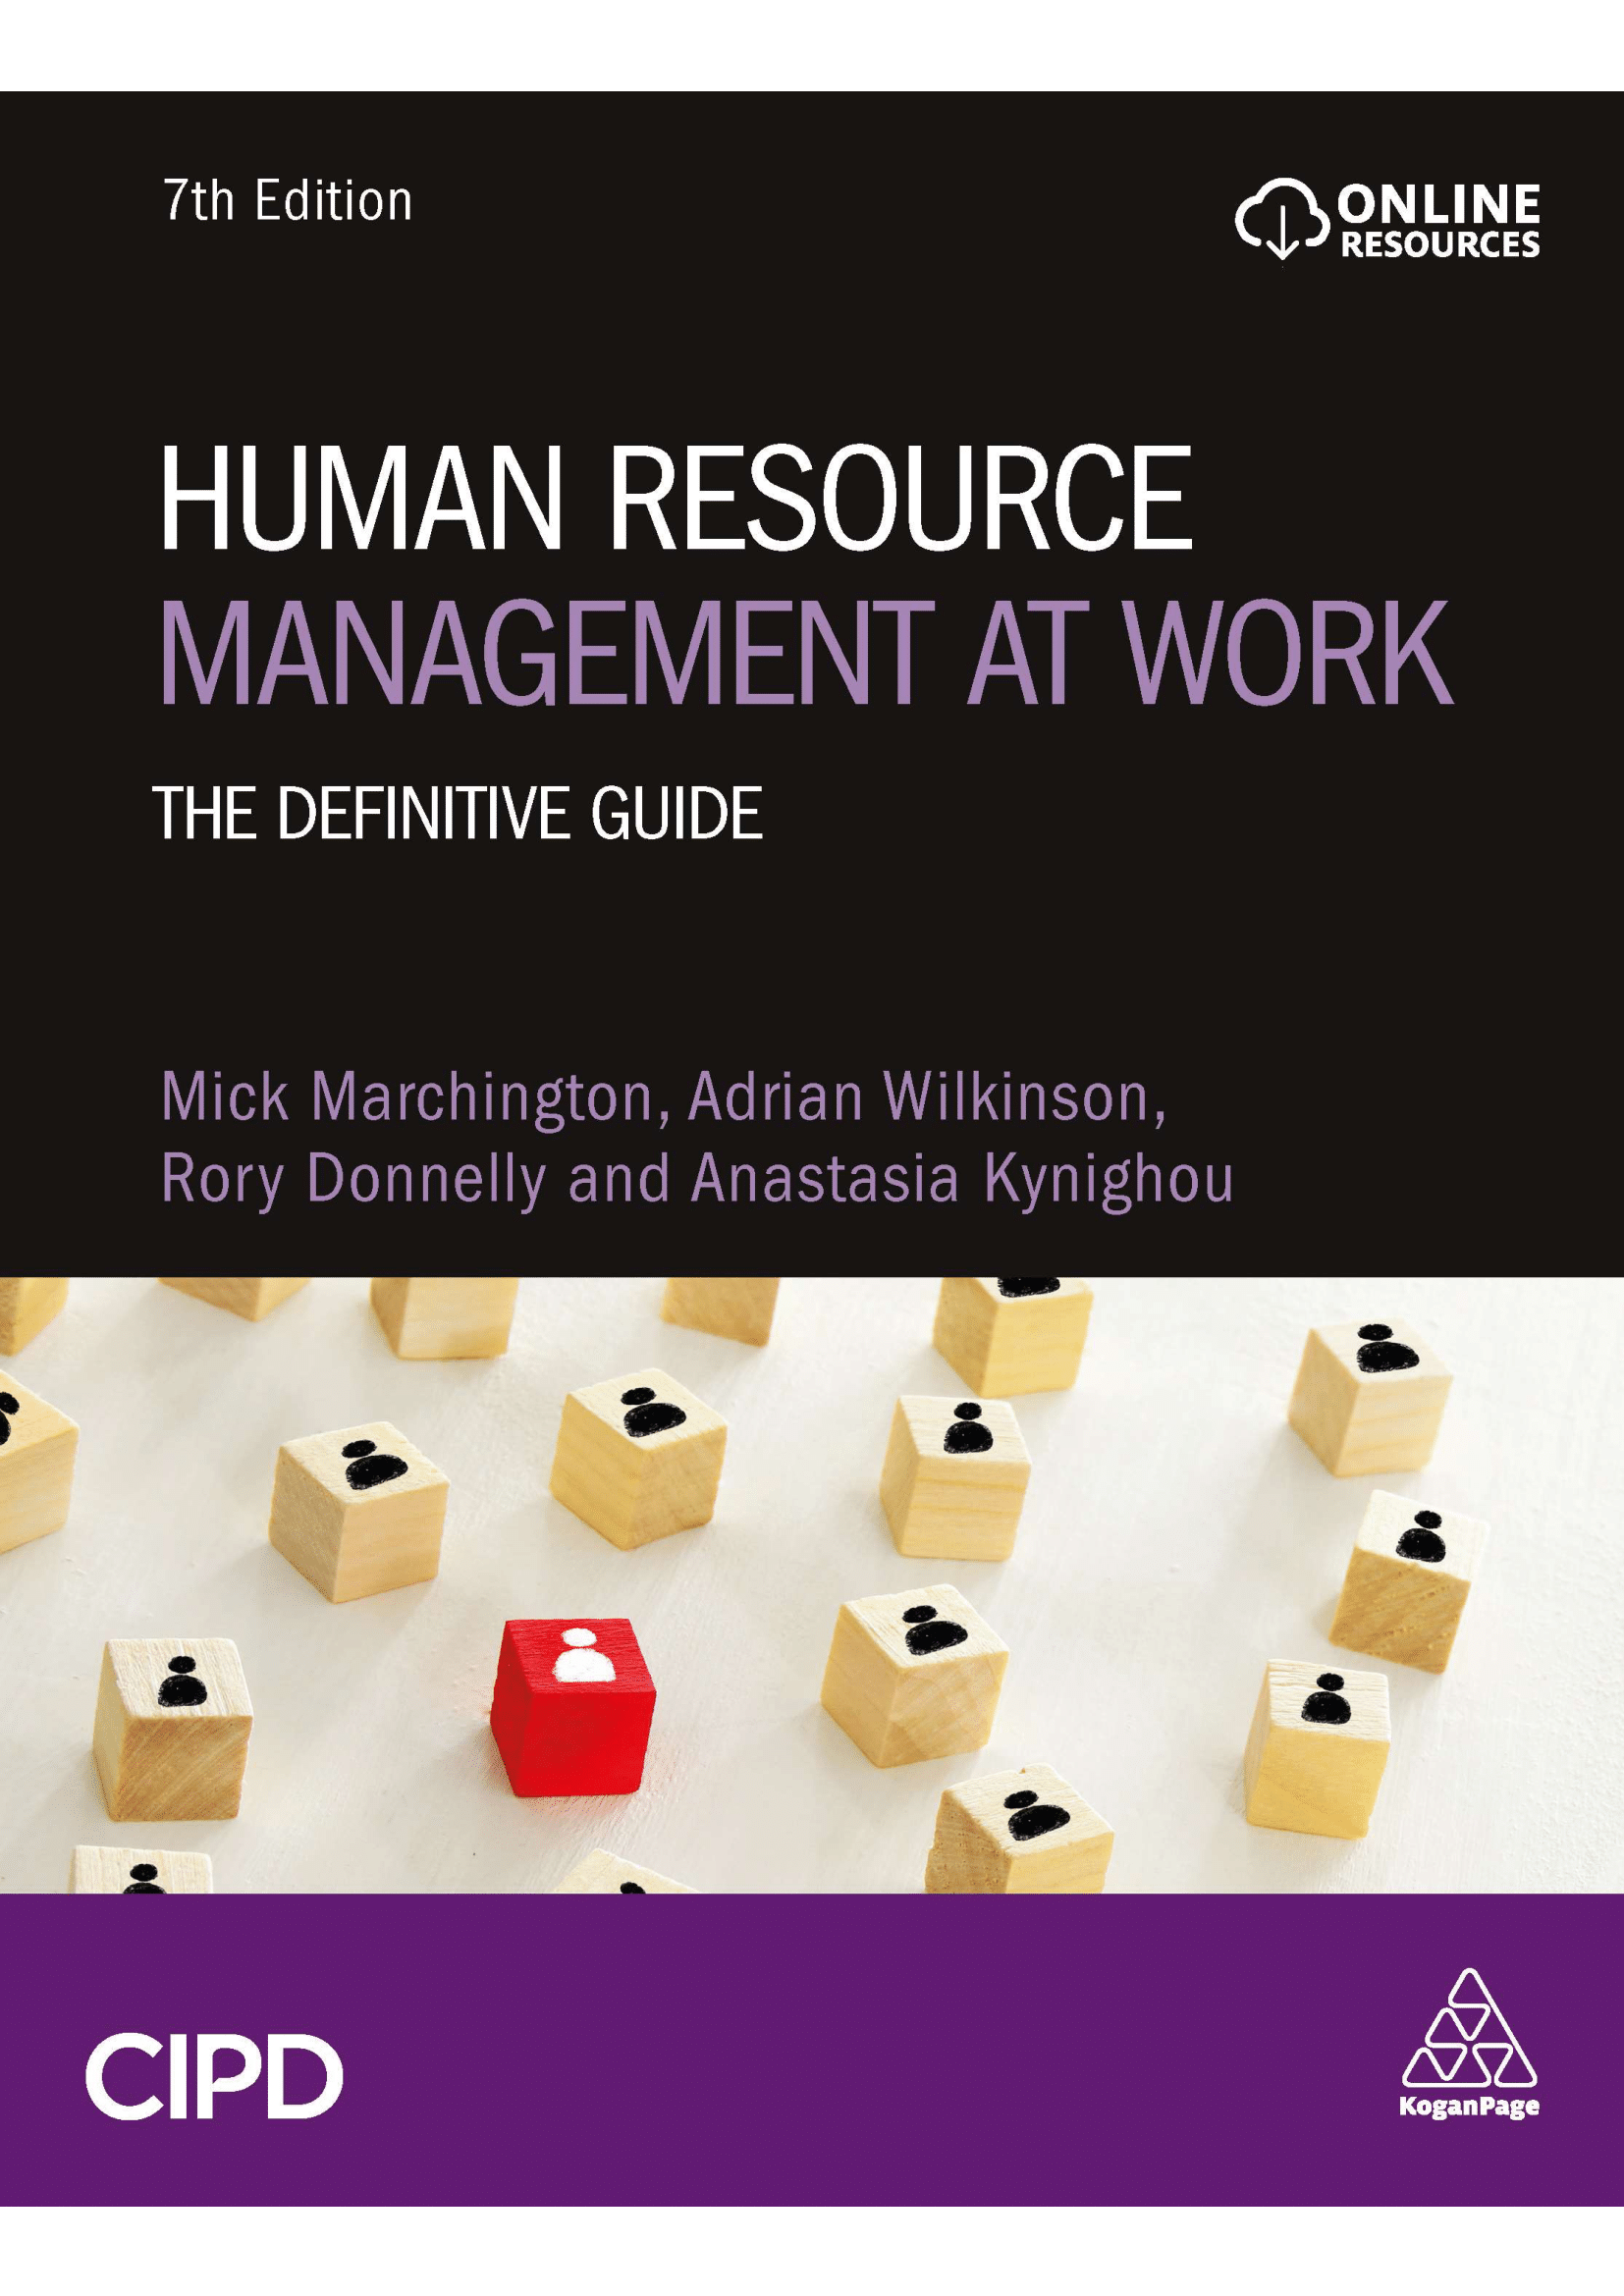 7th Edition
ONLINE
RESOURCES
HUMAN RESOURCE
MANAGEMENT AT WORK
THE DEFINITIVE GUIDE
Mick Marchington, Adrian Wilkinson,
Rory Donnelly and Anastasia Kynighou
CIPD
KoganPage